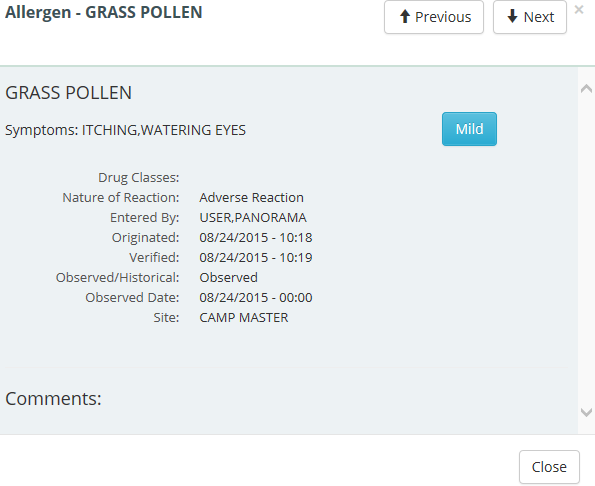 Allergen - GRASS POLLEN
Previous
Next
×
GRASS POLLEN
Symptoms: ITCHING,WATERING EYES
Mild
Drug Classes:
Nature of Reaction: Adverse Reaction
Entered By: USER,PANORAMA
Originated: 08/24/2015 - 10:18
Verified: 08/24/2015 - 10:19
Observed/Historical: Observed
Observed Date: 08/24/2015 - 00:00
Site: CAMP MASTER
Comments:
Close